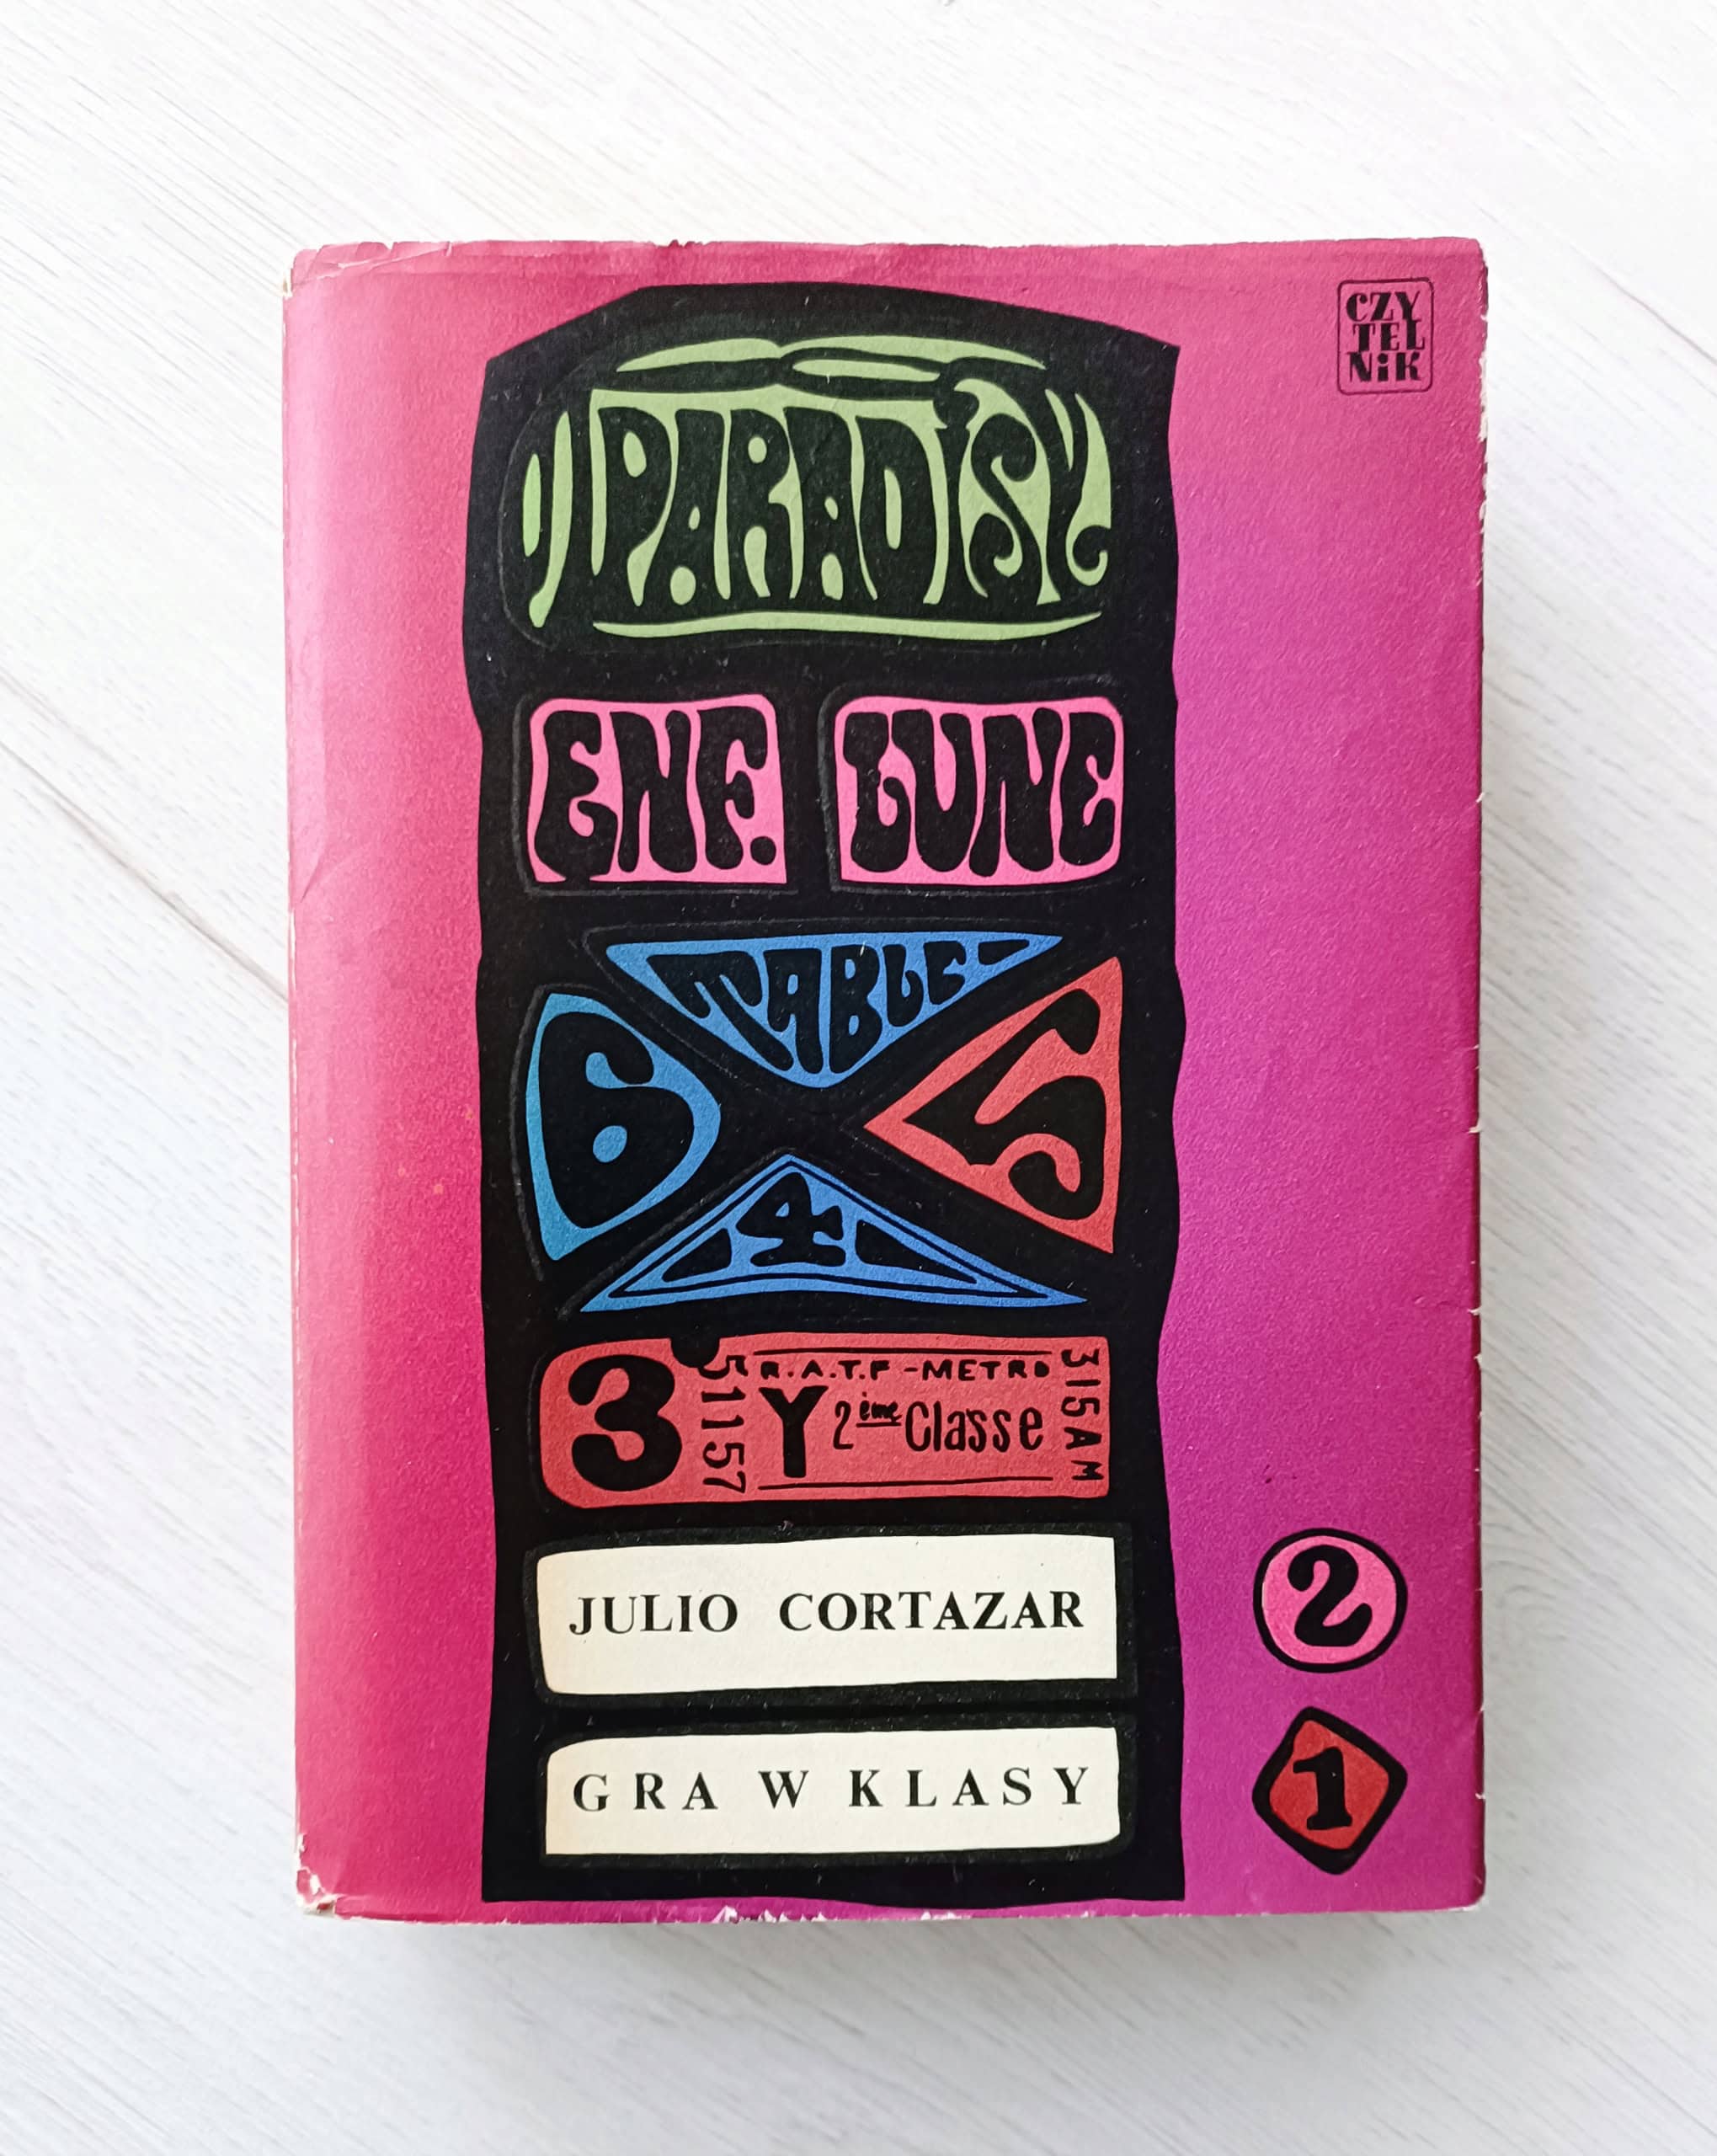 CZY
TEL
NiK
PARADISY
ENF. LUNE
TABLE
6 5
4
3 51157 R.A.T.P-METRO 315AM
Y 2ème Classe
JULIO CORTAZAR
2
GRA W KLASY
1